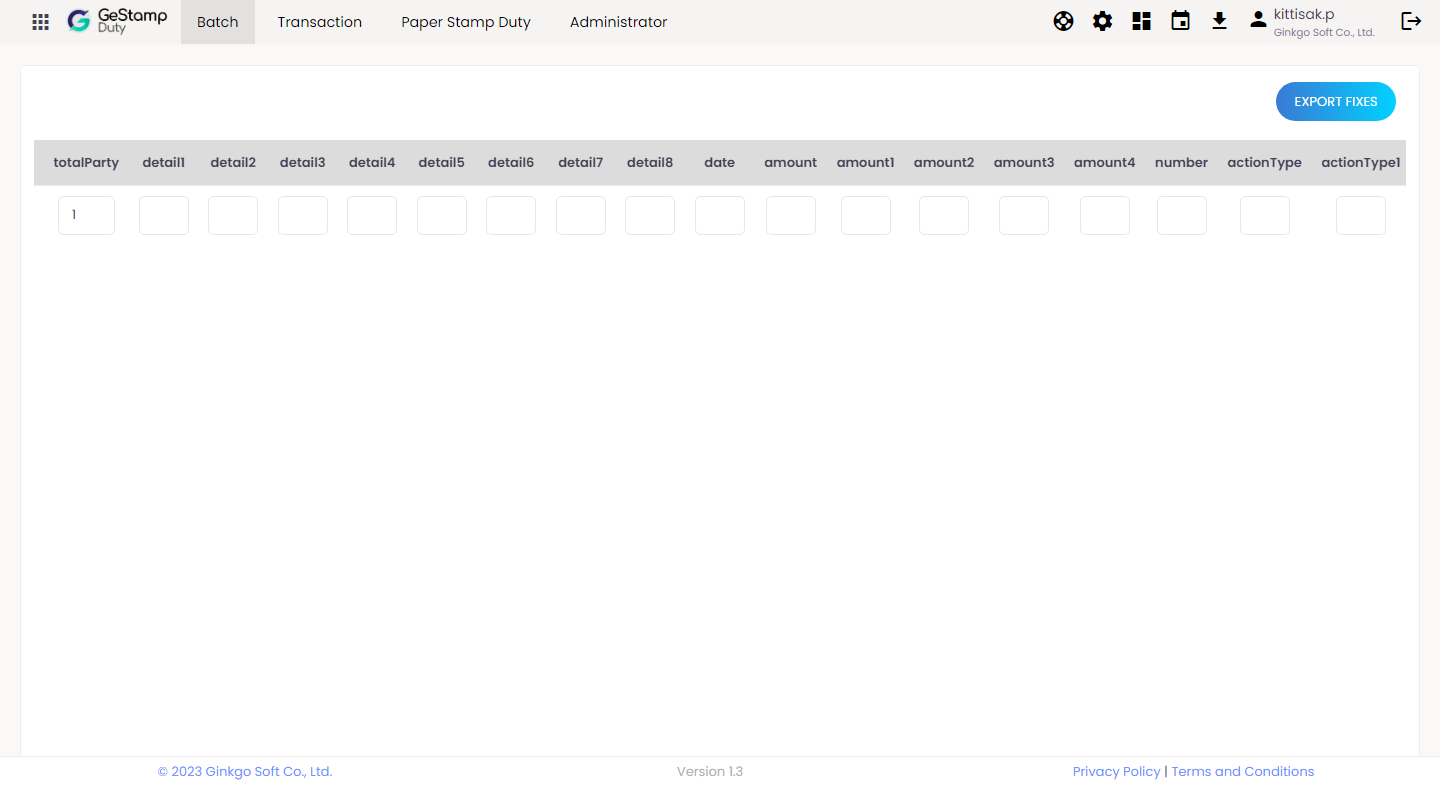 GeStamp
Duty
Batch
Transaction
Paper Stamp Duty
Administrator
kittisak.p
Ginkgo Soft Co., Ltd.
EXPORT FIXES
totalParty detail1 detail2 detail3 detail4 detail5 detail6 detail7 detail8 date amount amount1 amount2 amount3 amount4 number actionType actionType1
1
© 2023 Ginkgo Soft Co., Ltd.
Version 1.3
Privacy Policy | Terms and Conditions